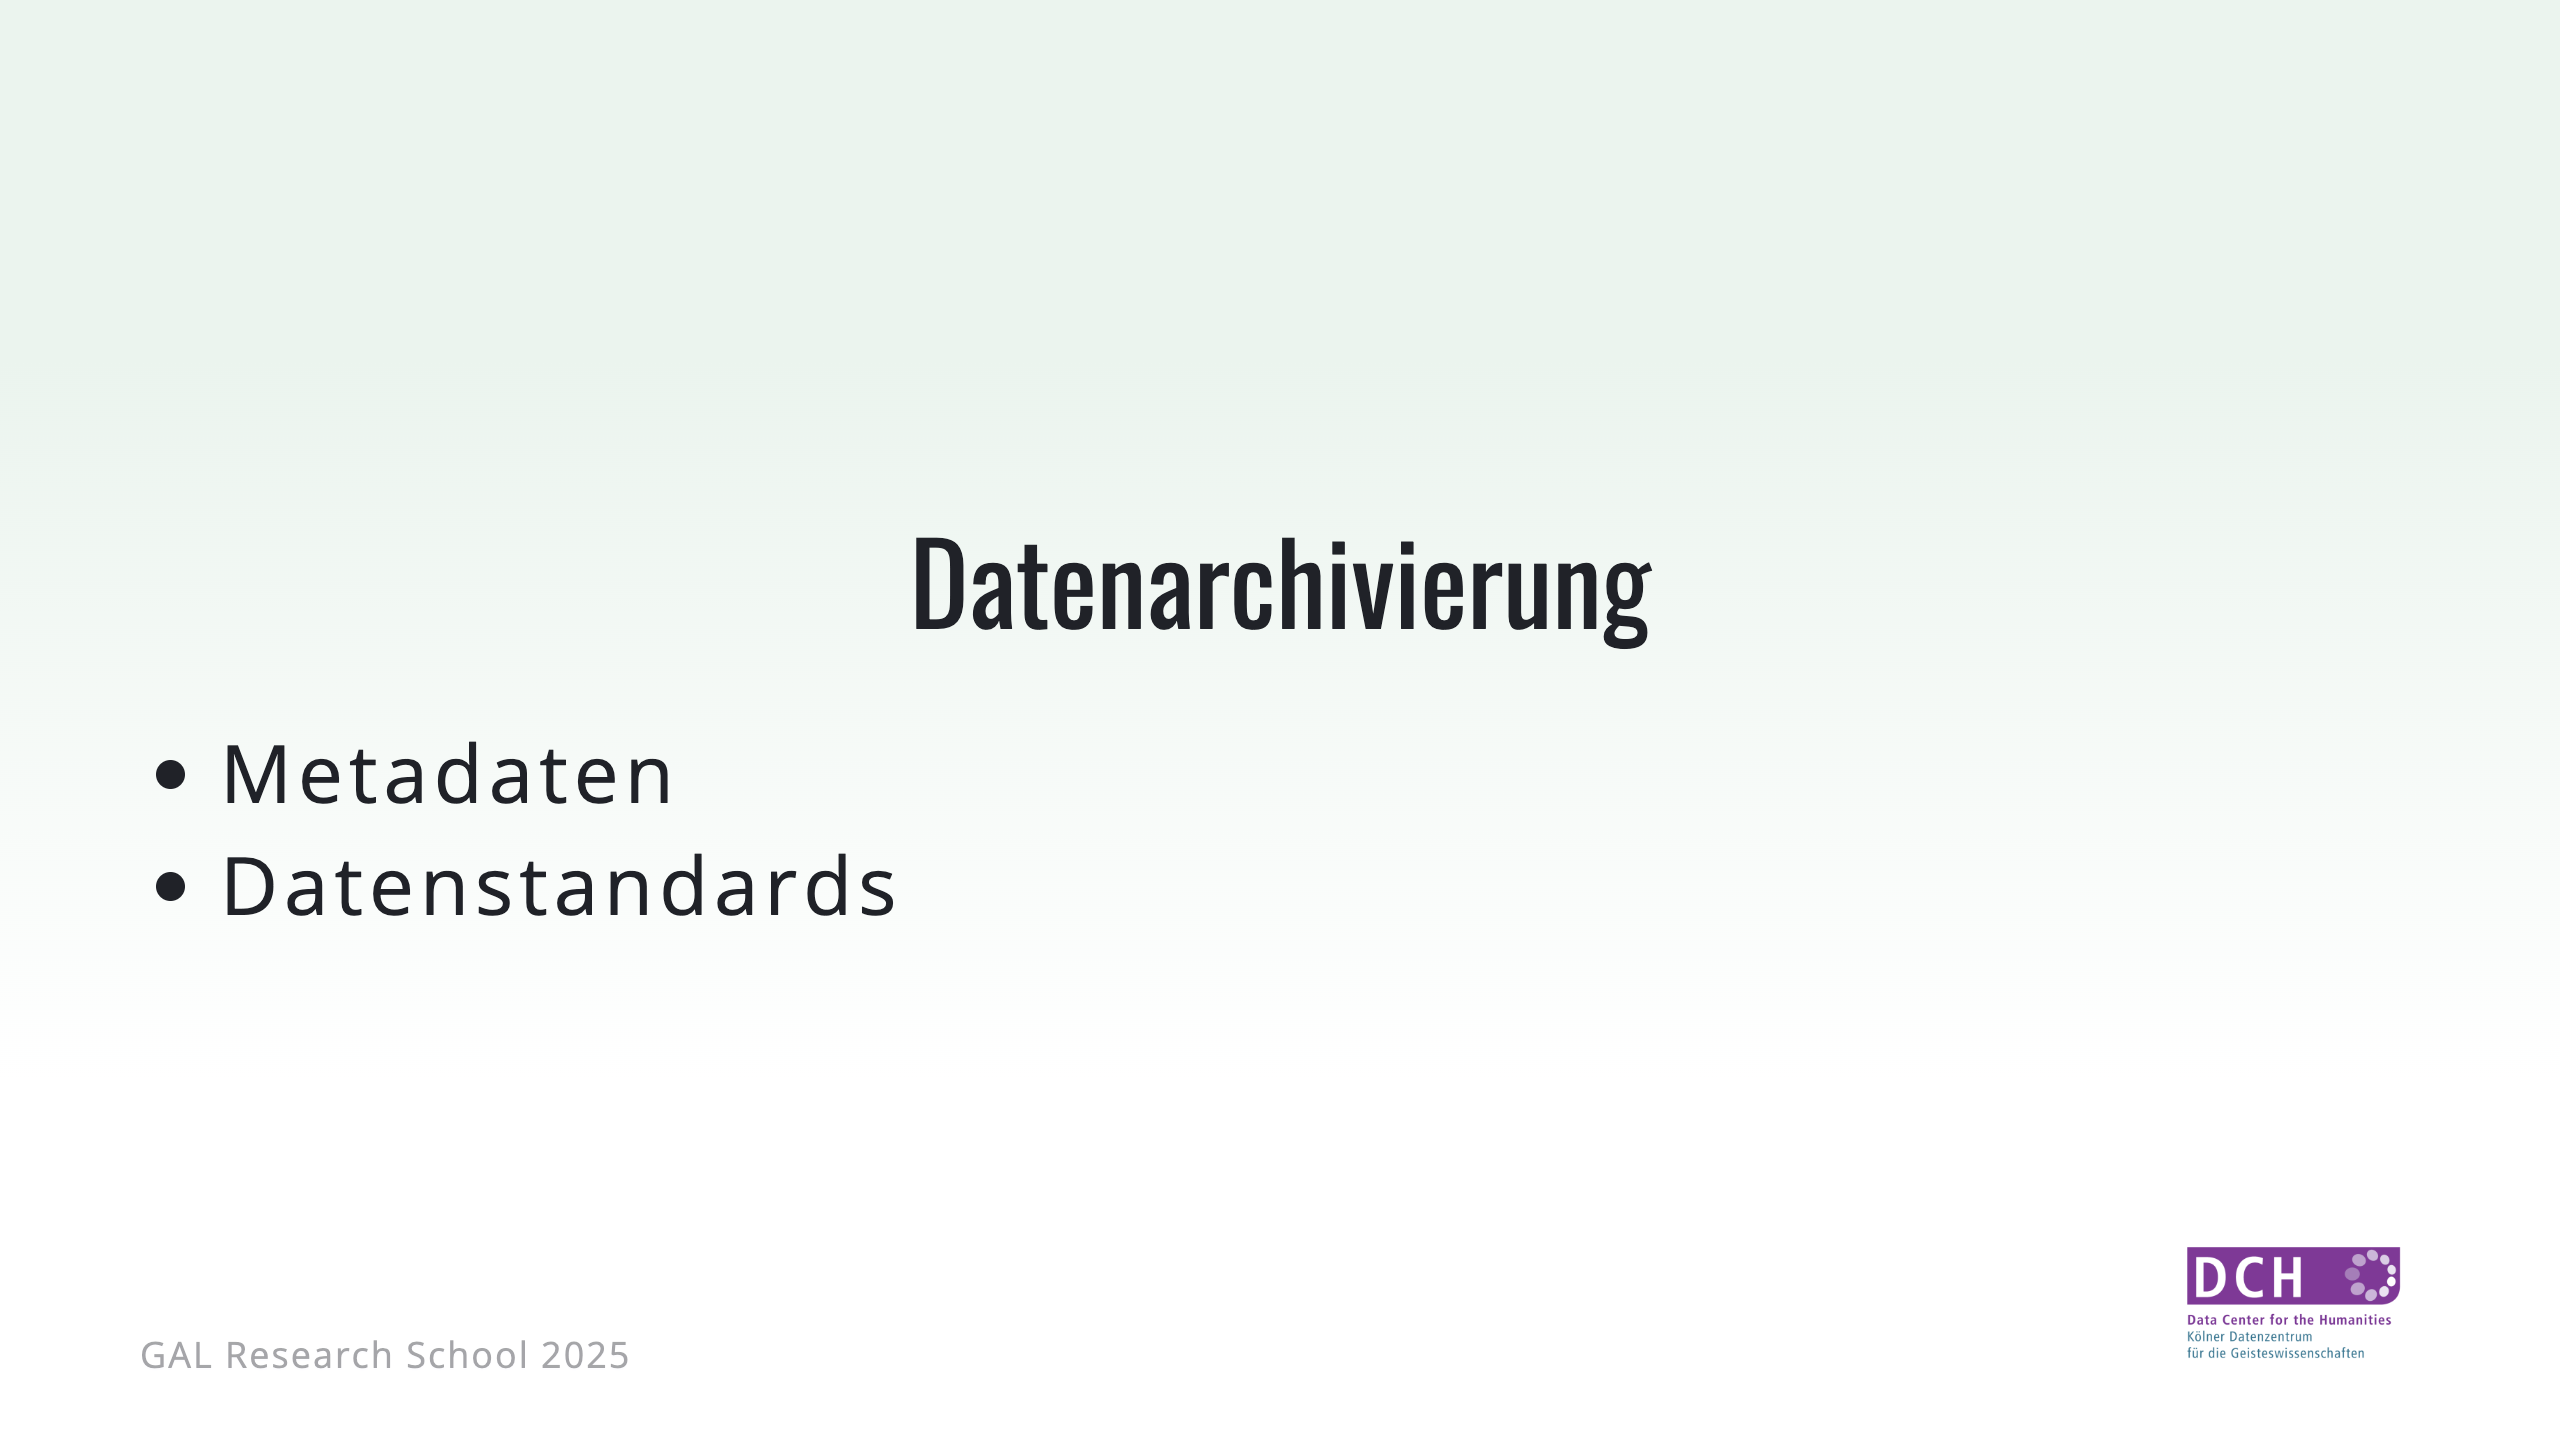 Datenarchivierung
Metadaten
Datenstandards
GAL Research School 2025
DCH
Data Center for the Humanities
Kölner Datenzentrum
für die Geisteswissenschaften